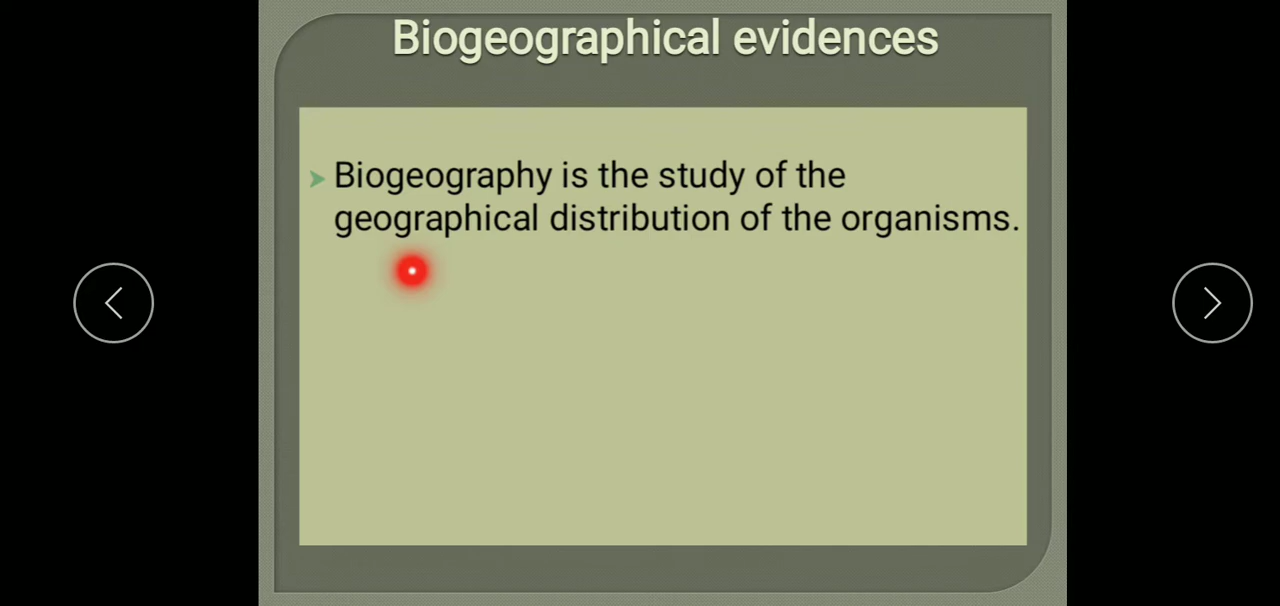 Biogeographical evidences
Biogeography is the study of the
geographical distribution of the organisms.